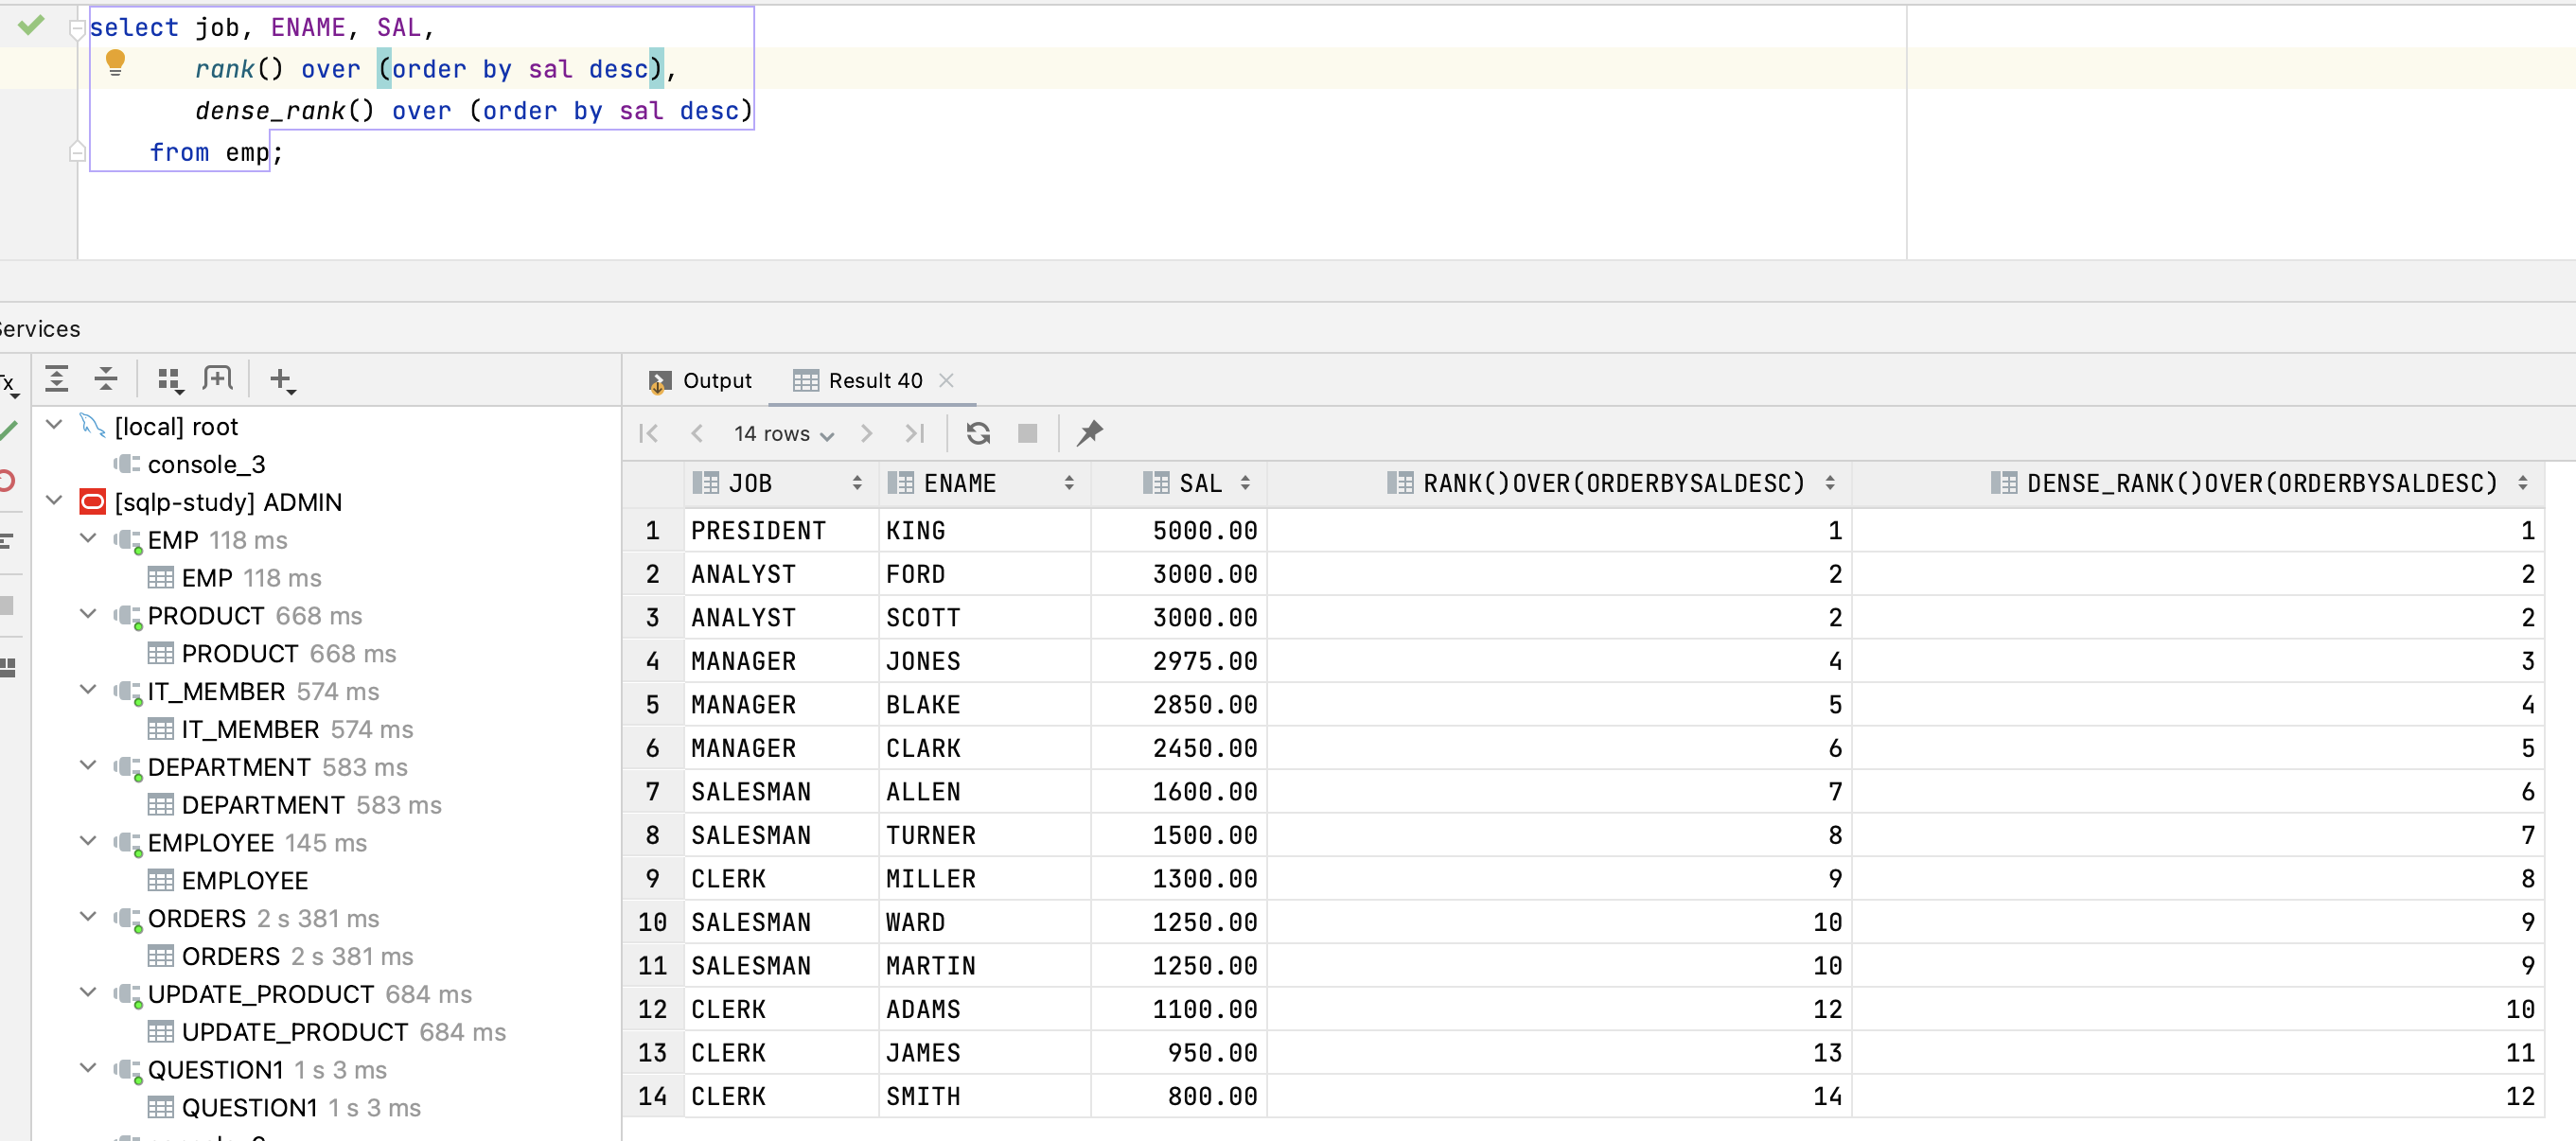 select job, ENAME, SAL,
rank() over (order by sal desc),
dense_rank() over (order by sal desc)
from emp;
Services
Tx
[local] root
console_3
[sqlp-study] ADMIN
EMP 118 ms
EMP 118 ms
PRODUCT 668 ms
PRODUCT 668 ms
IT_MEMBER 574 ms
IT_MEMBER 574 ms
DEPARTMENT 583 ms
DEPARTMENT 583 ms
EMPLOYEE 145 ms
EMPLOYEE
ORDERS 2 s 381 ms
ORDERS 2 s 381 ms
UPDATE_PRODUCT 684 ms
UPDATE_PRODUCT 684 ms
QUESTION1 1 s 3 ms
QUESTION1 1 s 3 ms
Output Result 40
14 rows
JOB ENAME SAL RANK()OVER(ORDERBYSALDESC) DENSE_RANK()OVER(ORDERBYSALDESC)
1 PRESIDENT KING 5000.00 1 1
2 ANALYST FORD 3000.00 2 2
3 ANALYST SCOTT 3000.00 2 2
4 MANAGER JONES 2975.00 4 3
5 MANAGER BLAKE 2850.00 5 4
6 MANAGER CLARK 2450.00 6 5
7 SALESMAN ALLEN 1600.00 7 6
8 SALESMAN TURNER 1500.00 8 7
9 CLERK MILLER 1300.00 9 8
10 SALESMAN WARD 1250.00 10 9
11 SALESMAN MARTIN 1250.00 10 9
12 CLERK ADAMS 1100.00 12 10
13 CLERK JAMES 950.00 13 11
14 CLERK SMITH 800.00 14 12